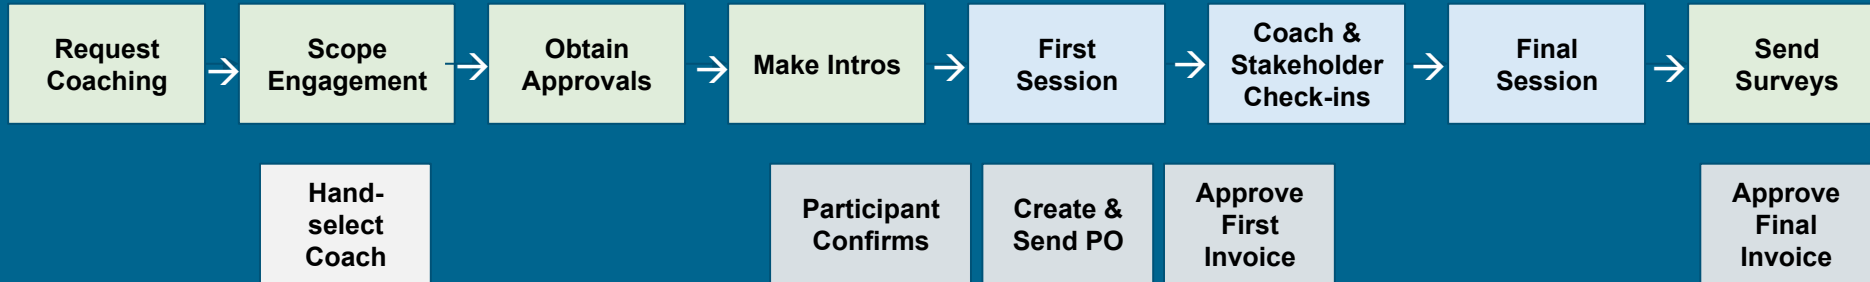 Request
Coaching
Scope
Engagement
Obtain
Approvals
Make Intros
First
Session
Coach &
Stakeholder
Check-ins
Final
Session
Send
Surveys
Hand-
select
Coach
Participant
Confirms
Create &
Send PO
Approve
First
Invoice
Approve
Final
Invoice